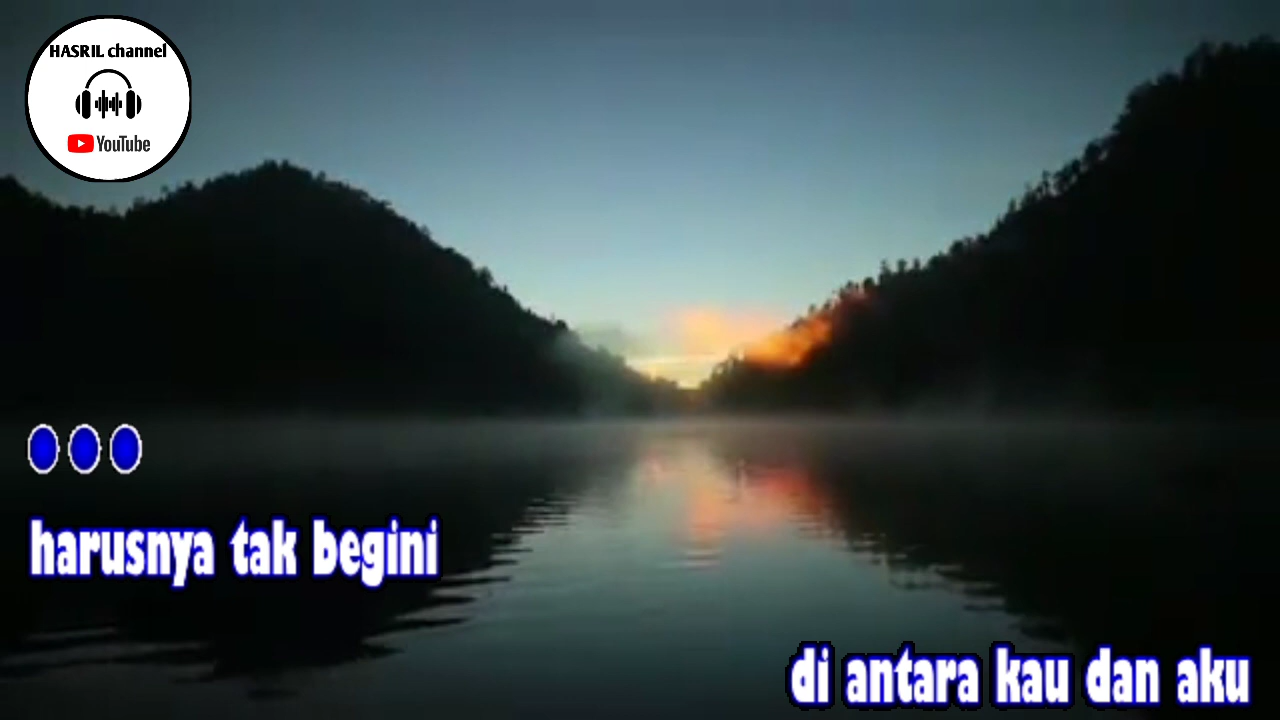 HASRIL channel
YouTube
harusnya tak begini
di antara kau dan aku